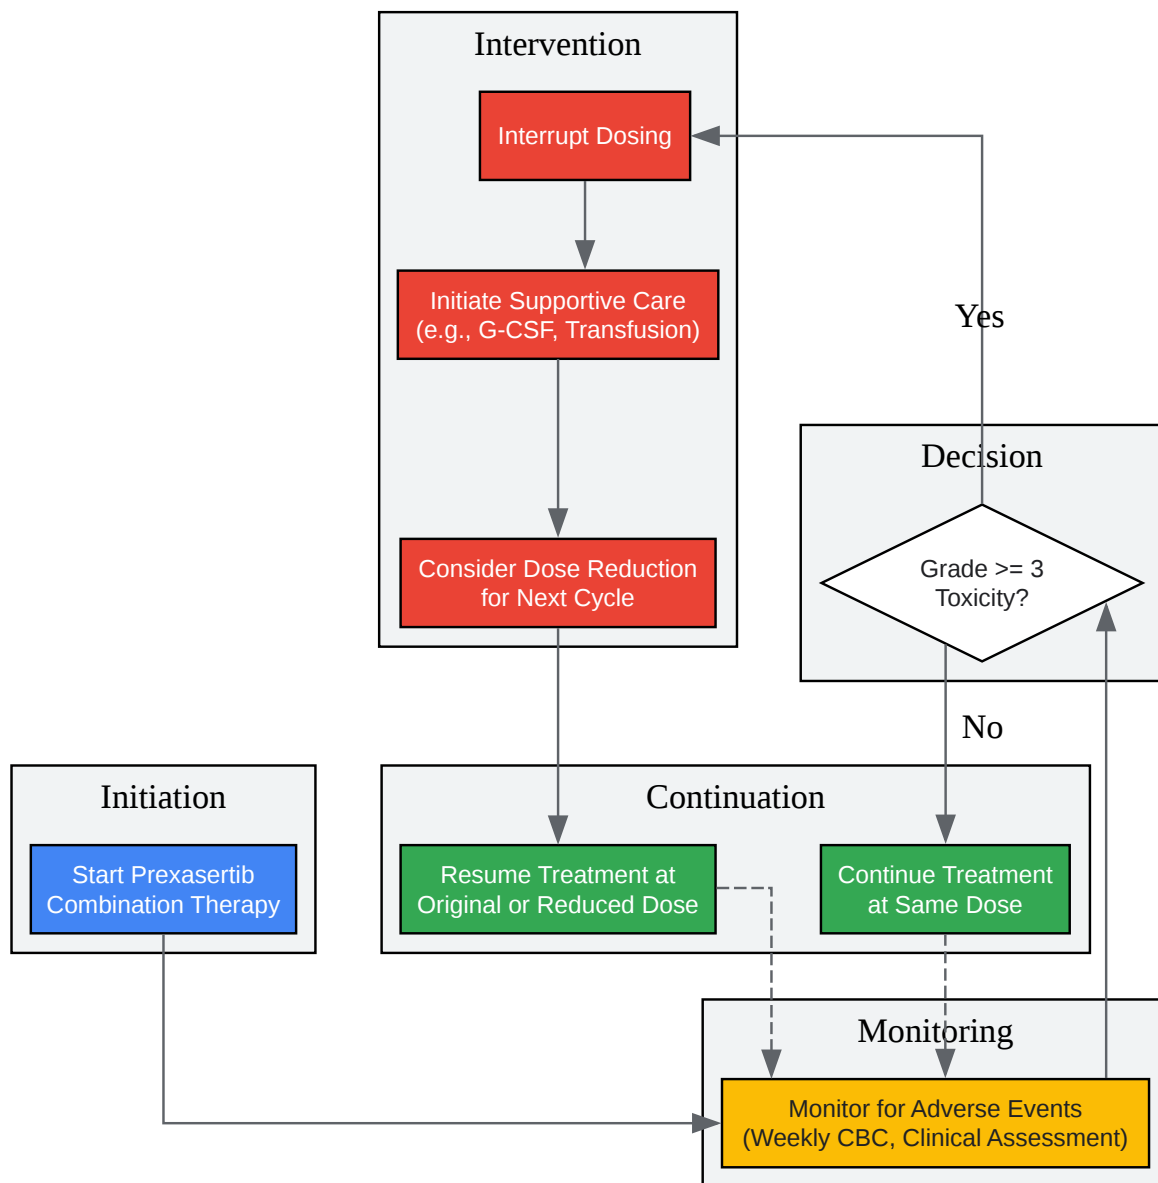 Intervention
Interrupt Dosing
Initiate Supportive Care
(e.g., G-CSF, Transfusion)
Yes
Decision
Consider Dose Reduction
for Next Cycle
Grade >= 3
Toxicity?
No
Initiation
Continuation
Start Prexasertib
Combination Therapy
Resume Treatment at
Original or Reduced Dose
Continue Treatment
at Same Dose
Monitoring
Monitor for Adverse Events
(Weekly CBC, Clinical Assessment)